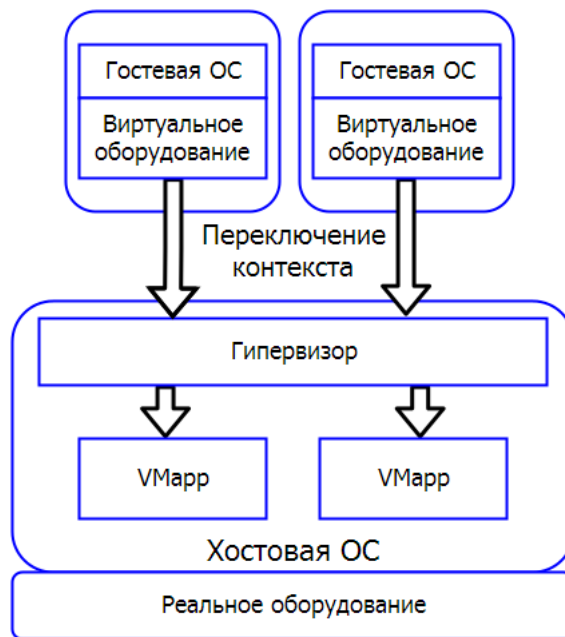 Гостевая ОС
Виртуальное
оборудование
Гостевая ОС
Виртуальное
оборудование
Переключение
контекста
Гипервизор
VMapp
VMapp
Хостовая ОС
Реальное оборудование